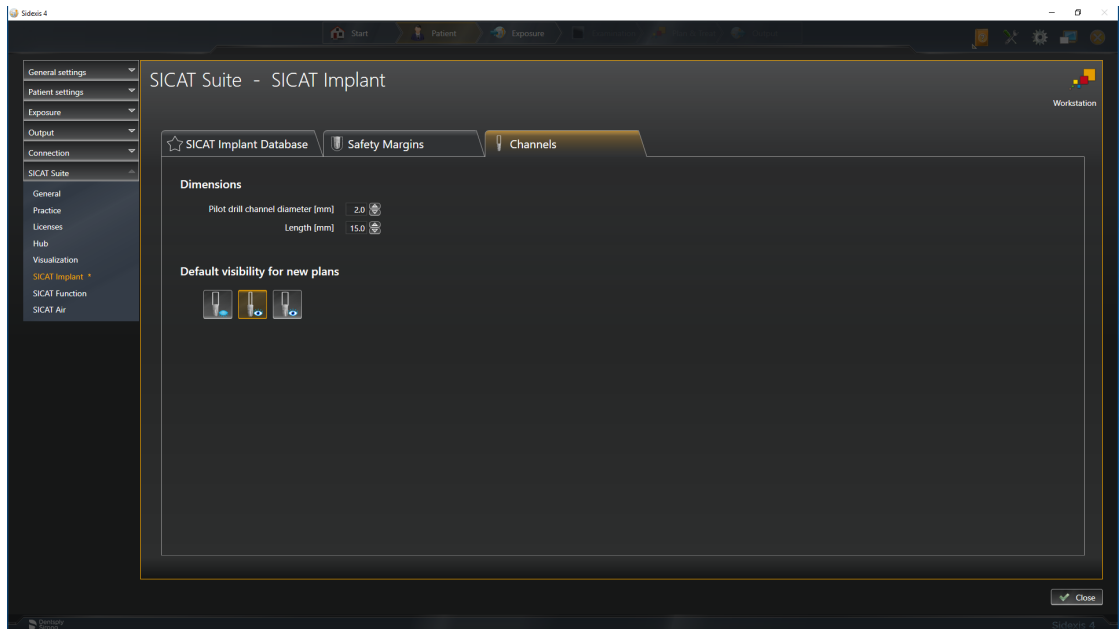 Sidexis 4
Start
Patient
Exposure
General settings
Patient settings
Exposure
Output
Connection
SICAT Suite
General
Practice
Licenses
Hub
Visualization
SICAT Implant *
SICAT Function
SICAT Air
SICAT Suite - SICAT Implant
Workstation
SICAT Implant Database
Safety Margins
Channels
Dimensions
Pilot drill channel diameter [mm] 2.0
Length [mm] 15.0
Default visibility for new plans
Close
Dentsply
Sirona
Sidexis 4